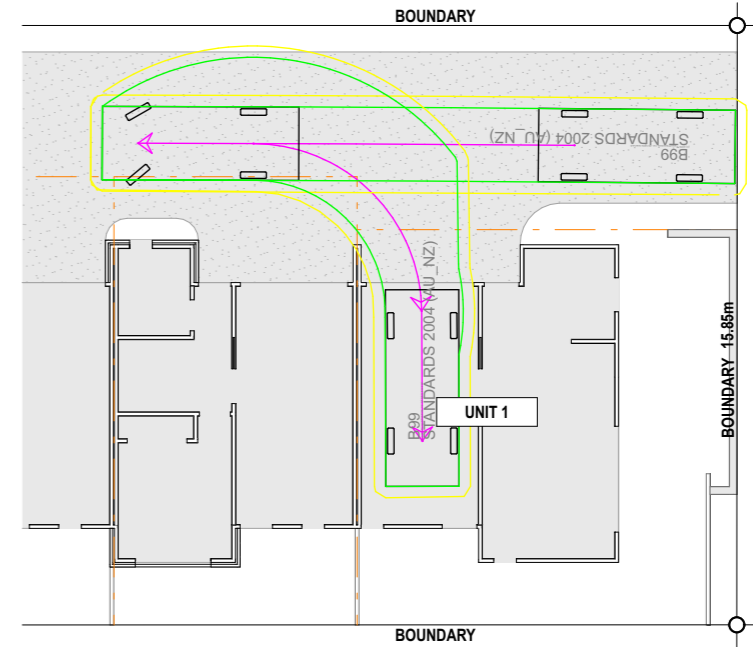 BOUNDARY
B99
STANDARDS 2004 (AU_NZ)
B99
STANDARDS 2004 (AU_NZ)
UNIT 1
BOUNDARY 15.85m
BOUNDARY